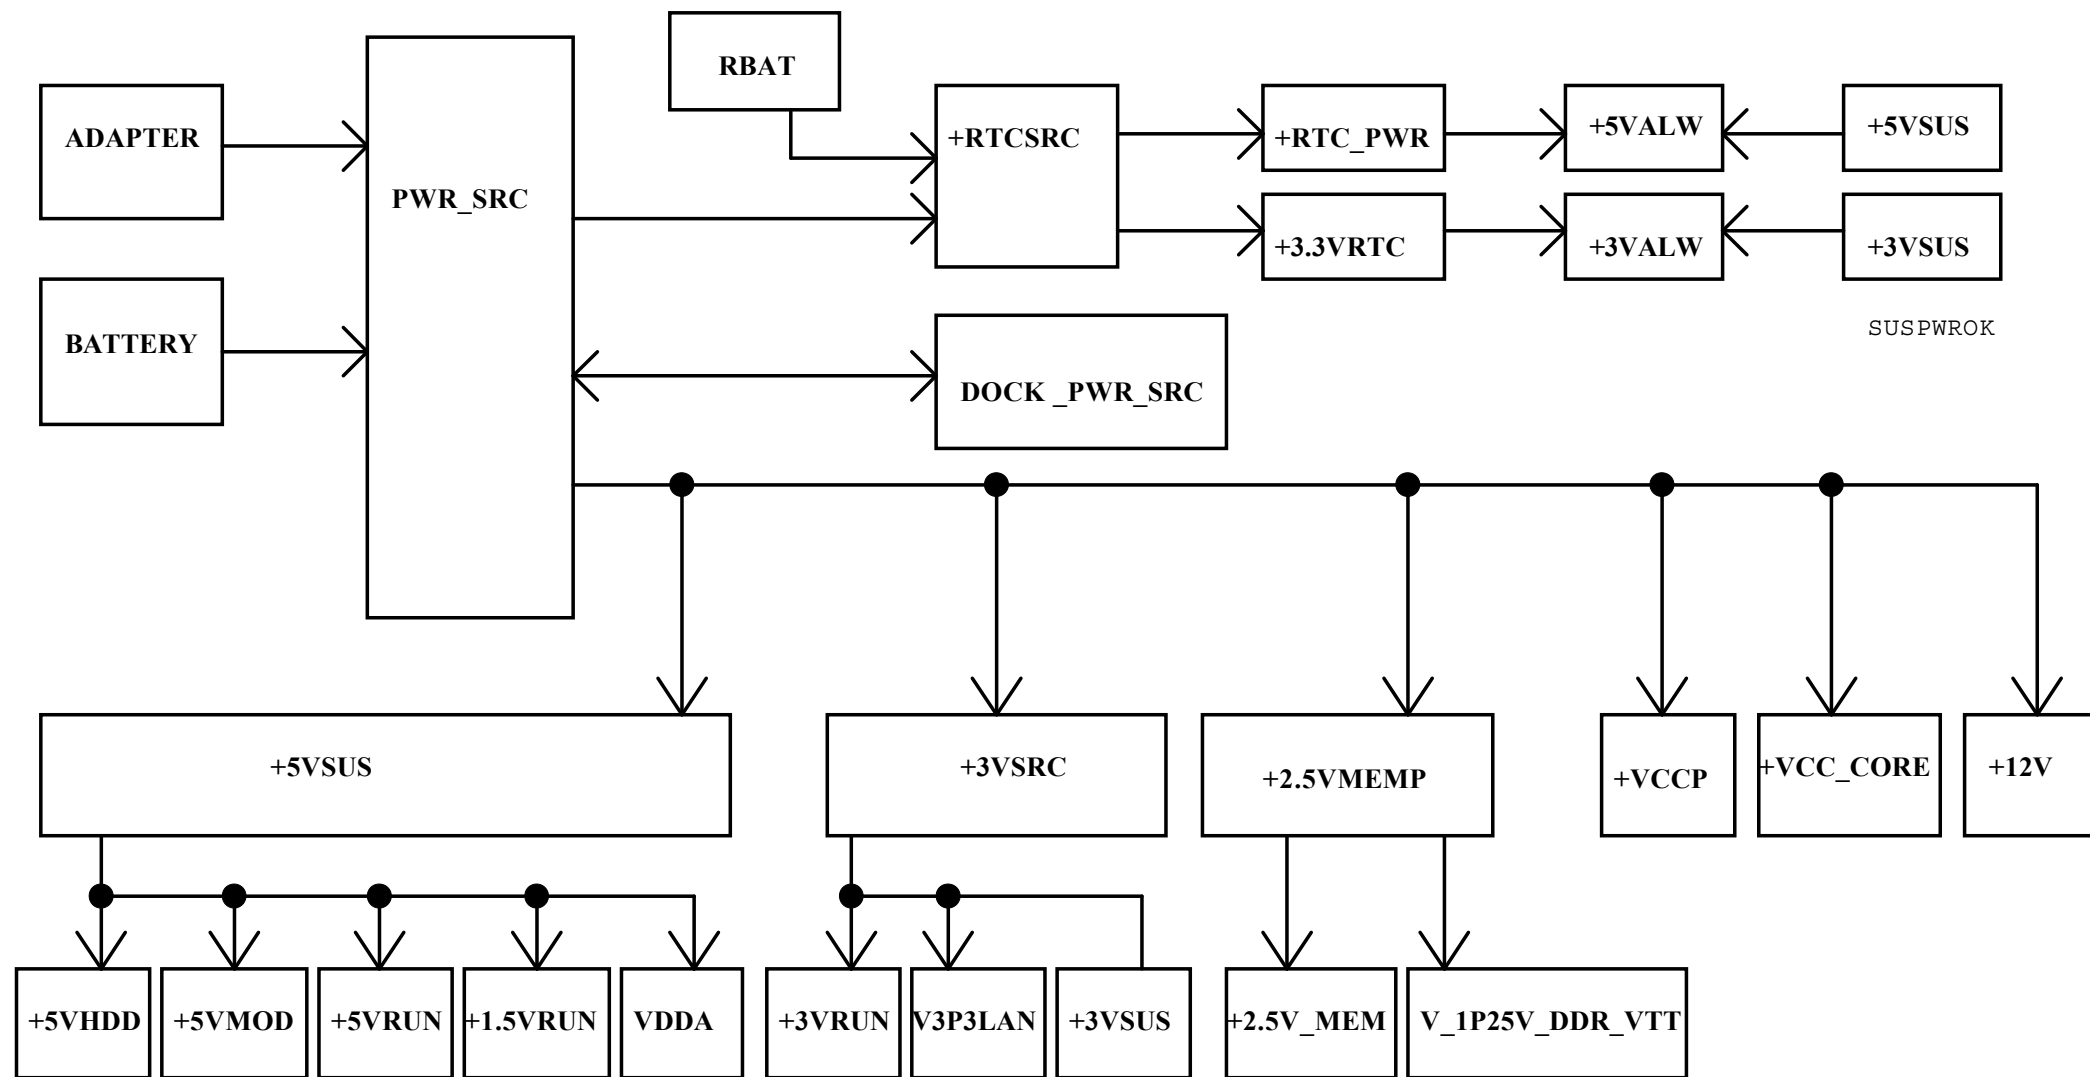 RBAT
ADAPTER
+RTCSRC
+RTC_PWR
+5VALW
+5VSUS
PWR_SRC
+3.3VRTC
+3VALW
+3VSUS
SUSPWROK
BATTERY
DOCK _PWR_SRC
+5VSUS
+3VSRC
+2.5VMEMP
+VCCP
+VCC_CORE
+12V
+5VHDD
+5VMOD
+5VRUN
+1.5VRUN
VDDA
+3VRUN
V3P3LAN
+3VSUS
+2.5V_MEM
V_1P25V_DDR_VTT